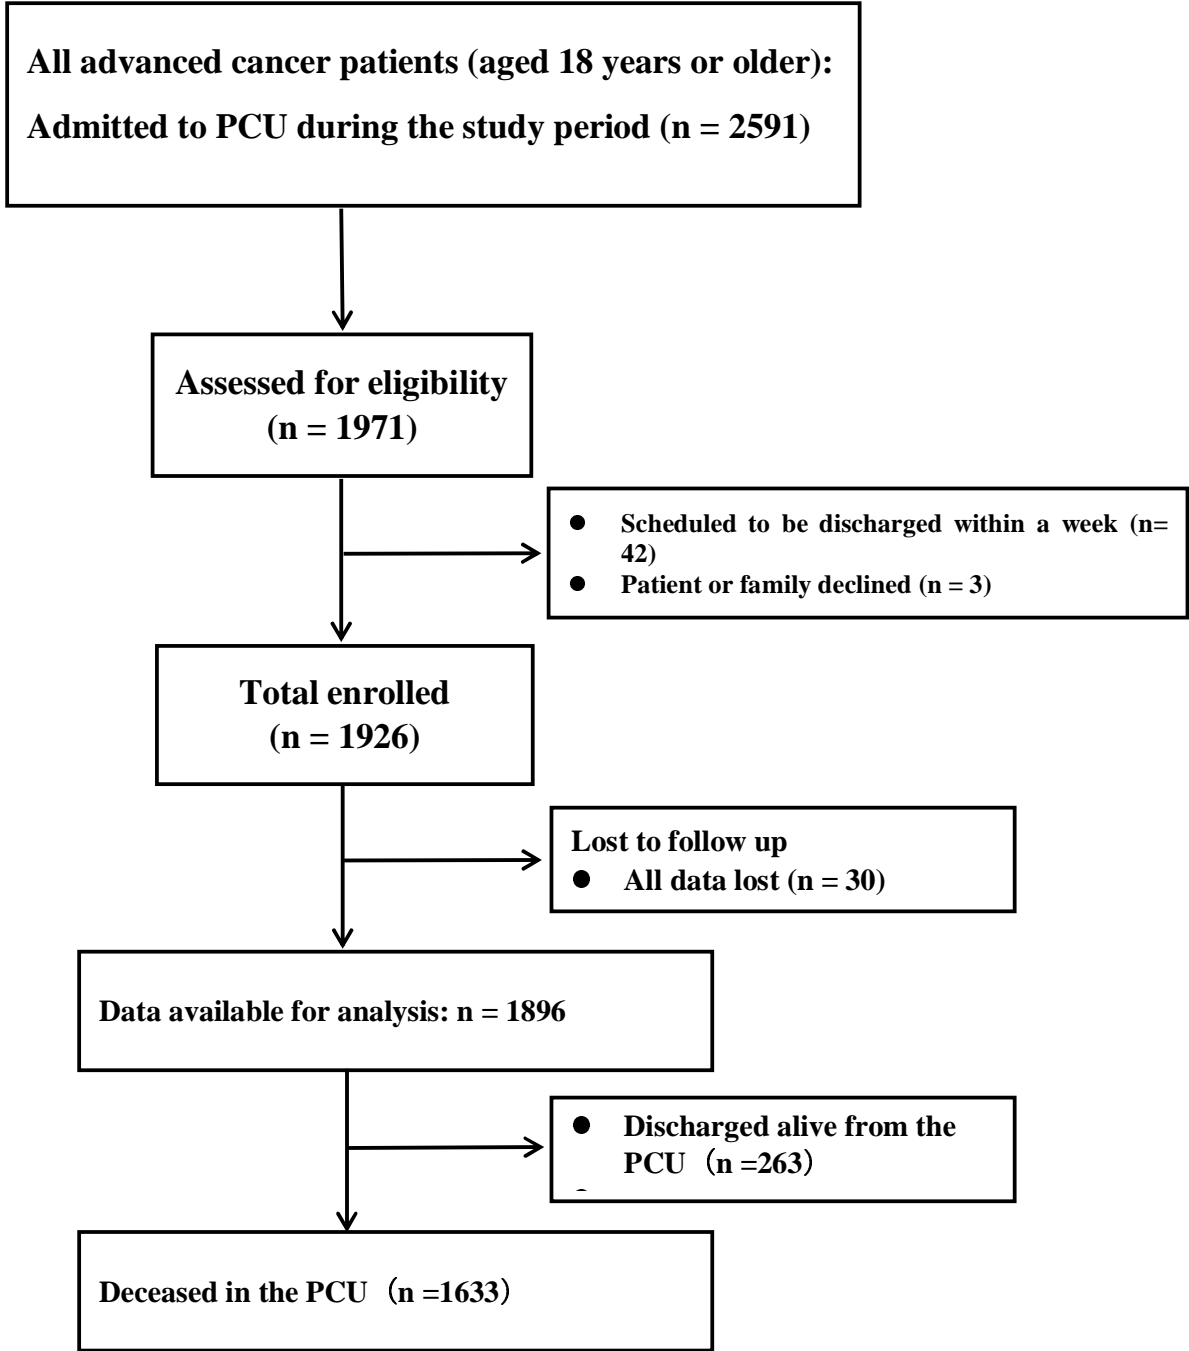 All advanced cancer patients (aged 18 years or older):
Admitted to PCU during the study period (n = 2591)
Assessed for eligibility
(n = 1971)
● Scheduled to be discharged within a week (n=
42)
● Patient or family declined (n = 3)
Total enrolled
(n = 1926)
Lost to follow up
● All data lost (n = 30)
Data available for analysis: n = 1896
● Discharged alive from the
PCU（n =263）
Deceased in the PCU（n =1633）